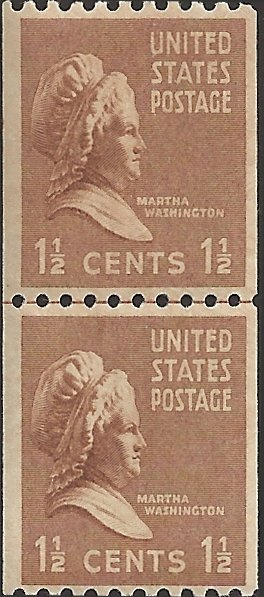 UNITED
STATES
POSTAGE
MARTHA
WASHINGTON
1½ CENTS 1½
UNITED
STATES
POSTAGE
MARTHA
WASHINGTON
1½ CENTS 1½